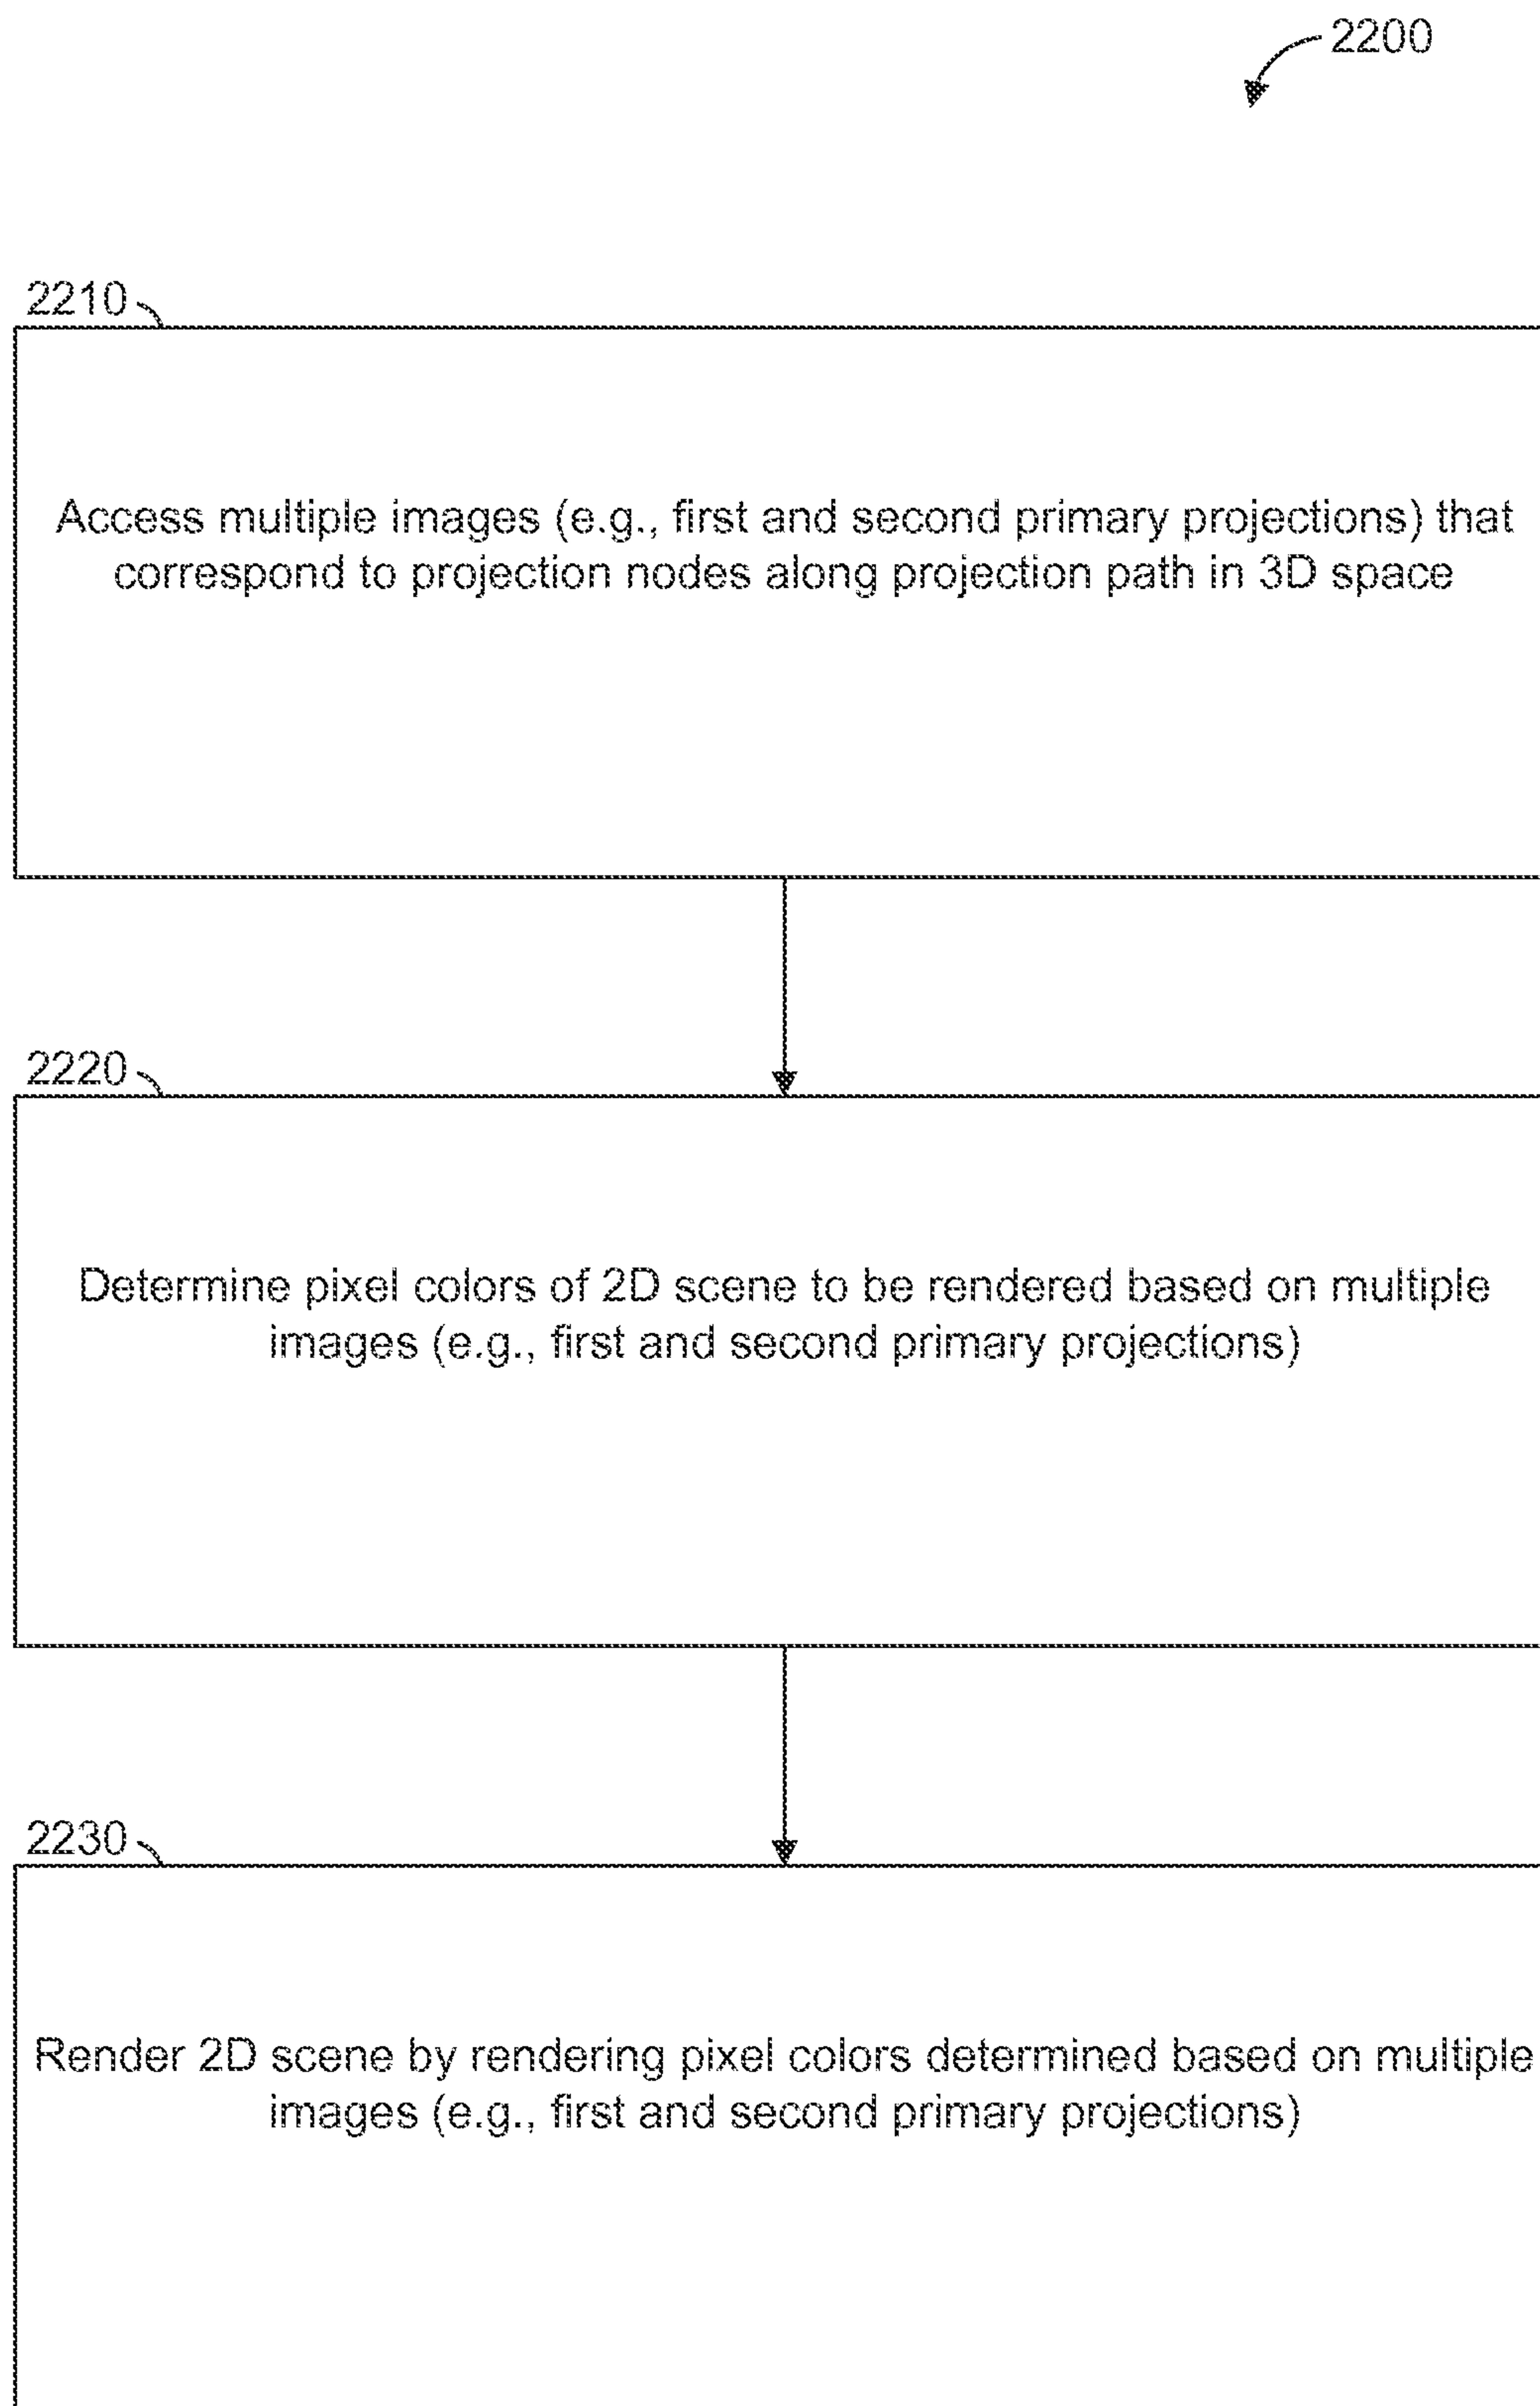 2200
2210
Access multiple images (e.g., first and second primary projections) that
correspond to projection nodes along projection path in 3D space
2220
Determine pixel colors of 2D scene to be rendered based on multiple
images (e.g., first and second primary projections)
2230
Render 2D scene by rendering pixel colors determined based on multiple
images (e.g., first and second primary projections)